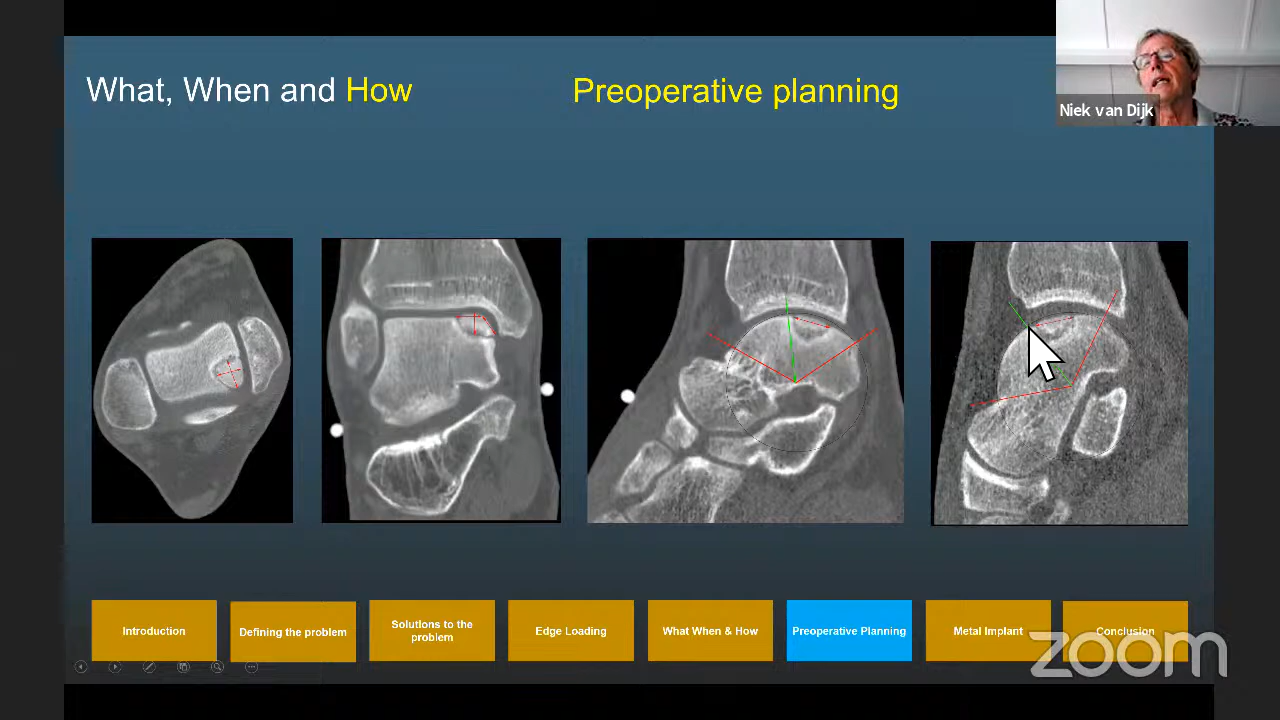 What, When and How
Preoperative planning
Niek van Dijk
Introduction
Defining the problem
Solutions to the
problem
Edge Loading
What When & How
Preoperative Planning
Metal Implant
Conclusion
zoom